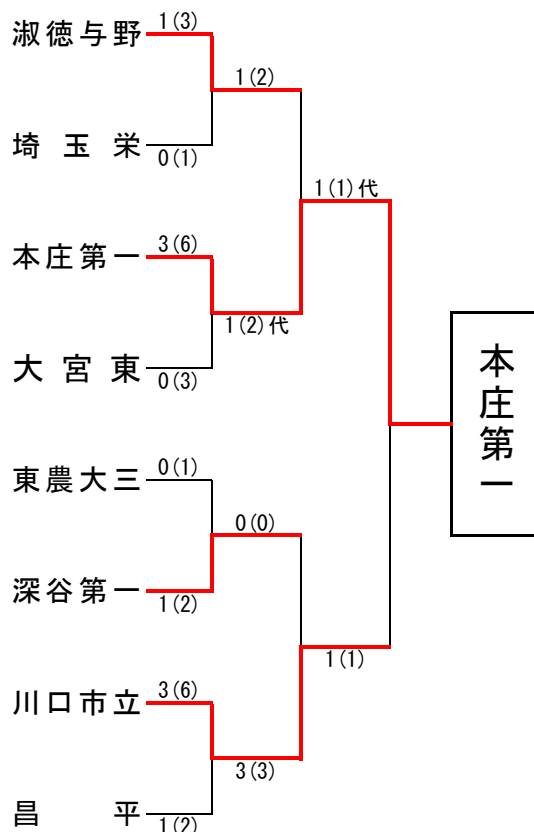 淑徳与野
1(3)
1(2)
埼玉栄
0(1)
1(1)代
本庄第一
3(6)
1(2)代
大宮東
0(3)
本庄第一
東農大三
0(1)
0(0)
深谷第一
1(2)
1(1)
川口市立
3(6)
3(3)
昌平
1(2)